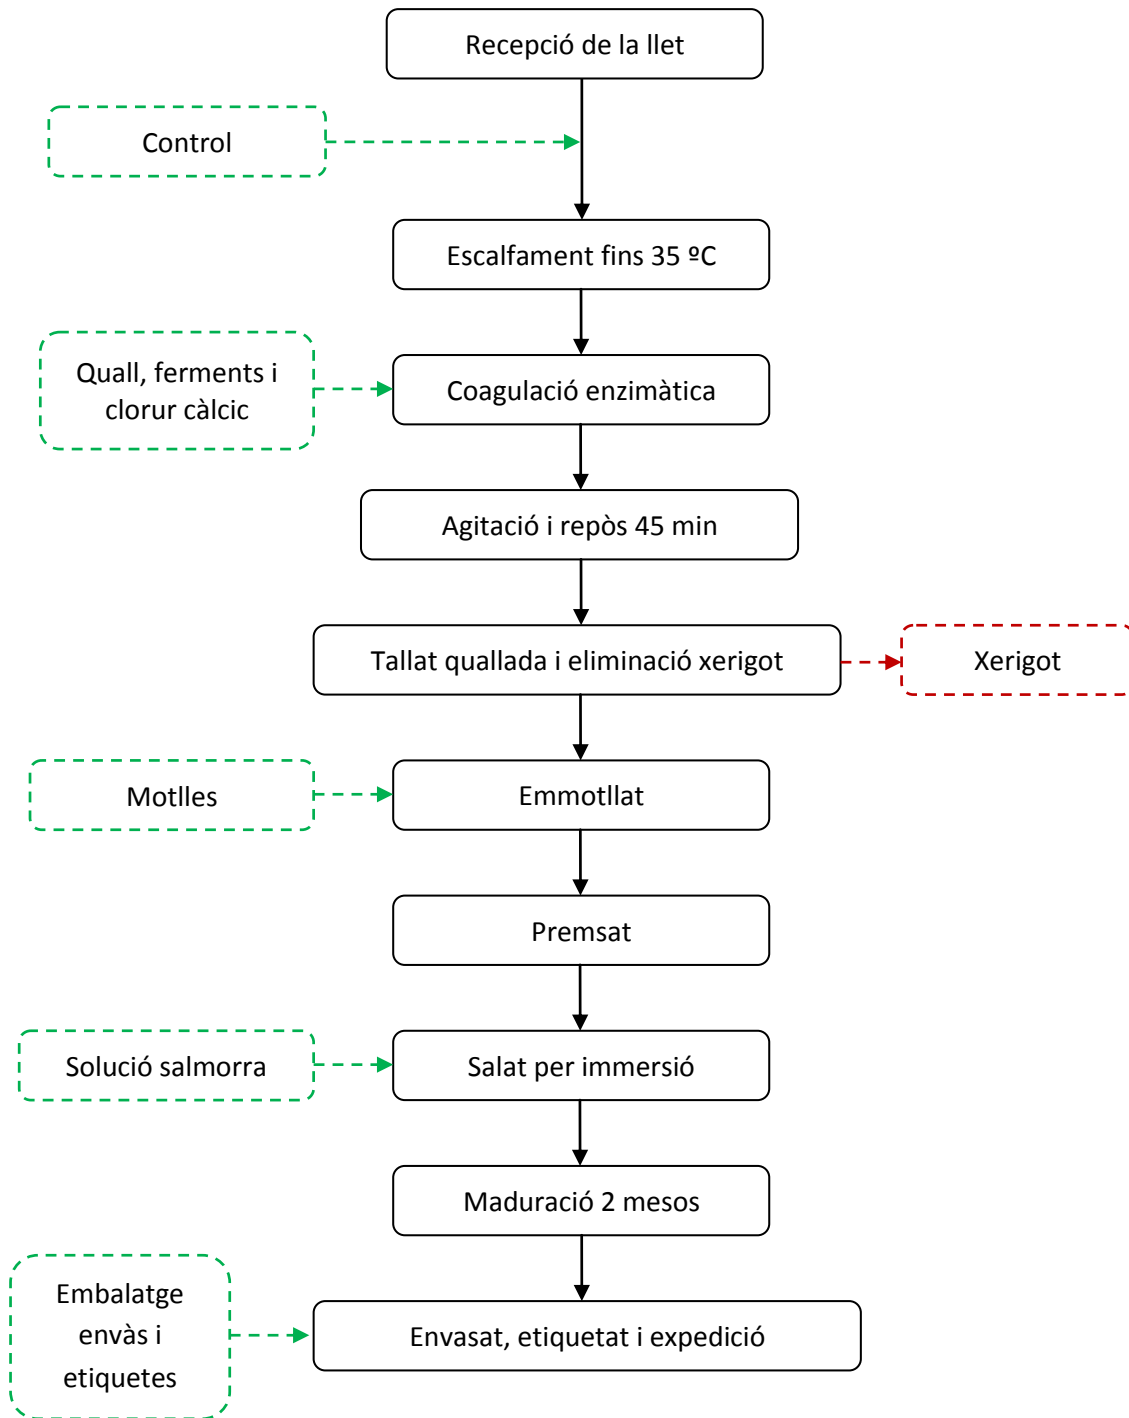 Recepció de la llet
Control
Escalfament fins 35 ºC
Quall, ferments i
clorur càlcic
Coagulació enzimàtica
Agitació i repòs 45 min
Tallat quallada i eliminació xerigot
Xerigot
Motlles
Emmotllat
Premsat
Solució salmorra
Salat per immersió
Maduració 2 mesos
Embalatge
envàs i
etiquetes
Envasat, etiquetat i expedició